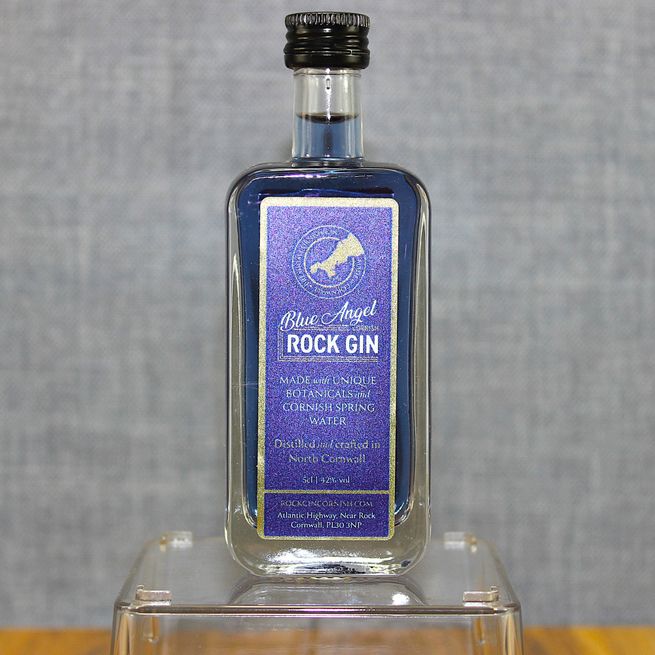 Blue Angel
CORNISH
ROCK GIN
MADE with UNIQUE
BOTANICALS and
CORNISH SPRING
WATER
Distilled and crafted in
North Cornwall
5cl | 42% vol
ROCKGINCORNISH.COM
Atlantic Highway, Near Rock
Cornwall, PL30 3NP